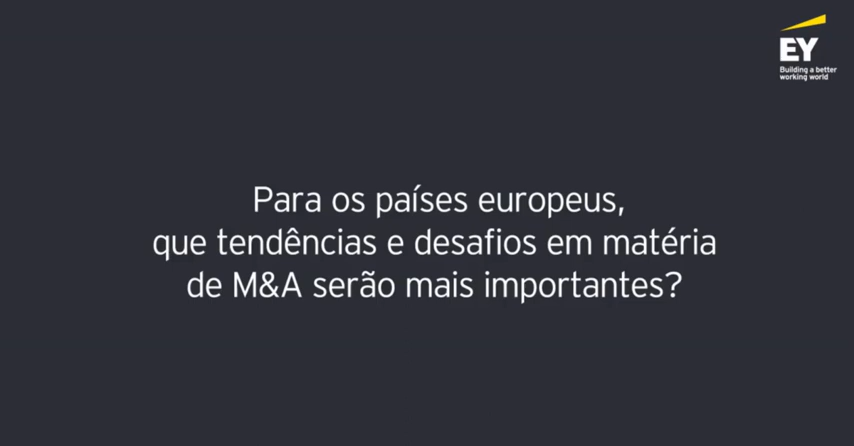 EY
Building a better
working world
Para os países europeus,
que tendências e desafios em matéria
de M&A serão mais importantes?